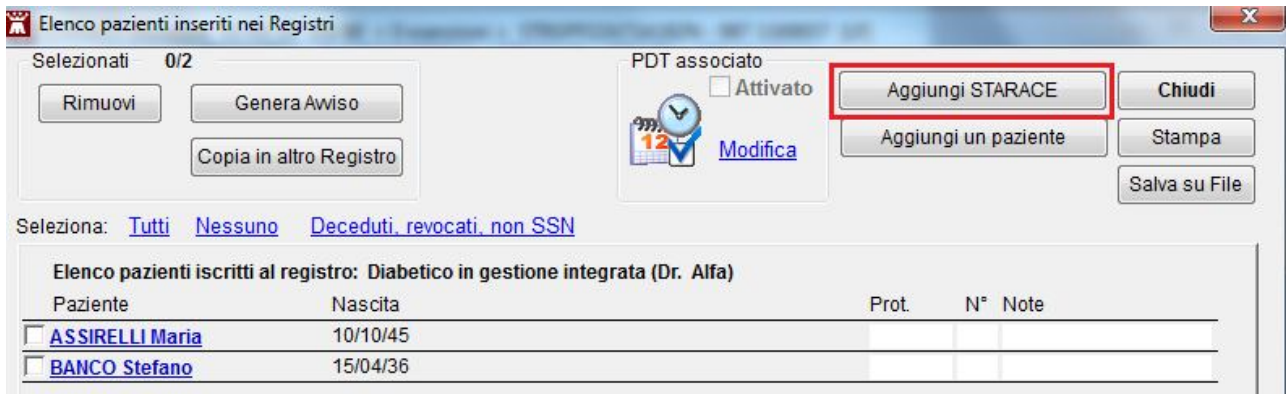 Elenco pazienti inseriti nei Registri
Selezionati 0/2
Rimuovi
Genera Avviso
Copia in altro Registro
PDT associato
Attivato
12
Modifica
Aggiungi STARACE
Chiudi
Aggiungi un paziente
Stampa
Salva su File
Seleziona: Tutti Nessuno Deceduti, revocati, non SSN
Elenco pazienti iscritti al registro: Diabetico in gestione integrata (Dr. Alfa)
Paziente Nascita Prot. N° Note
ASSIRELLI Maria 10/10/45
BANCO Stefano 15/04/36